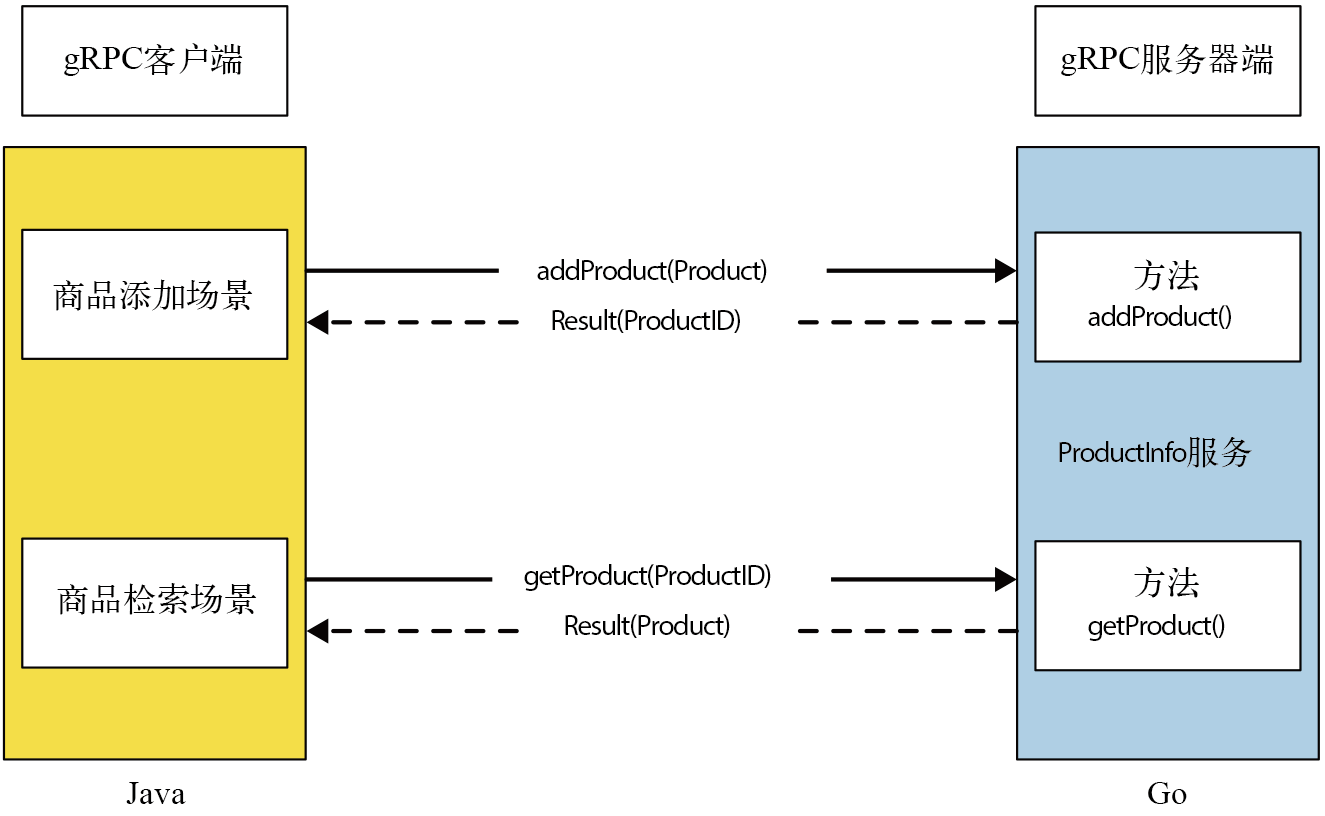 gRPC客户端
gRPC服务器端
商品添加场景
addProduct(Product)
Result(ProductID)
方法
addProduct()
ProductInfo服务
商品检索场景
getProduct(ProductID)
Result(Product)
方法
getProduct()
Java
Go